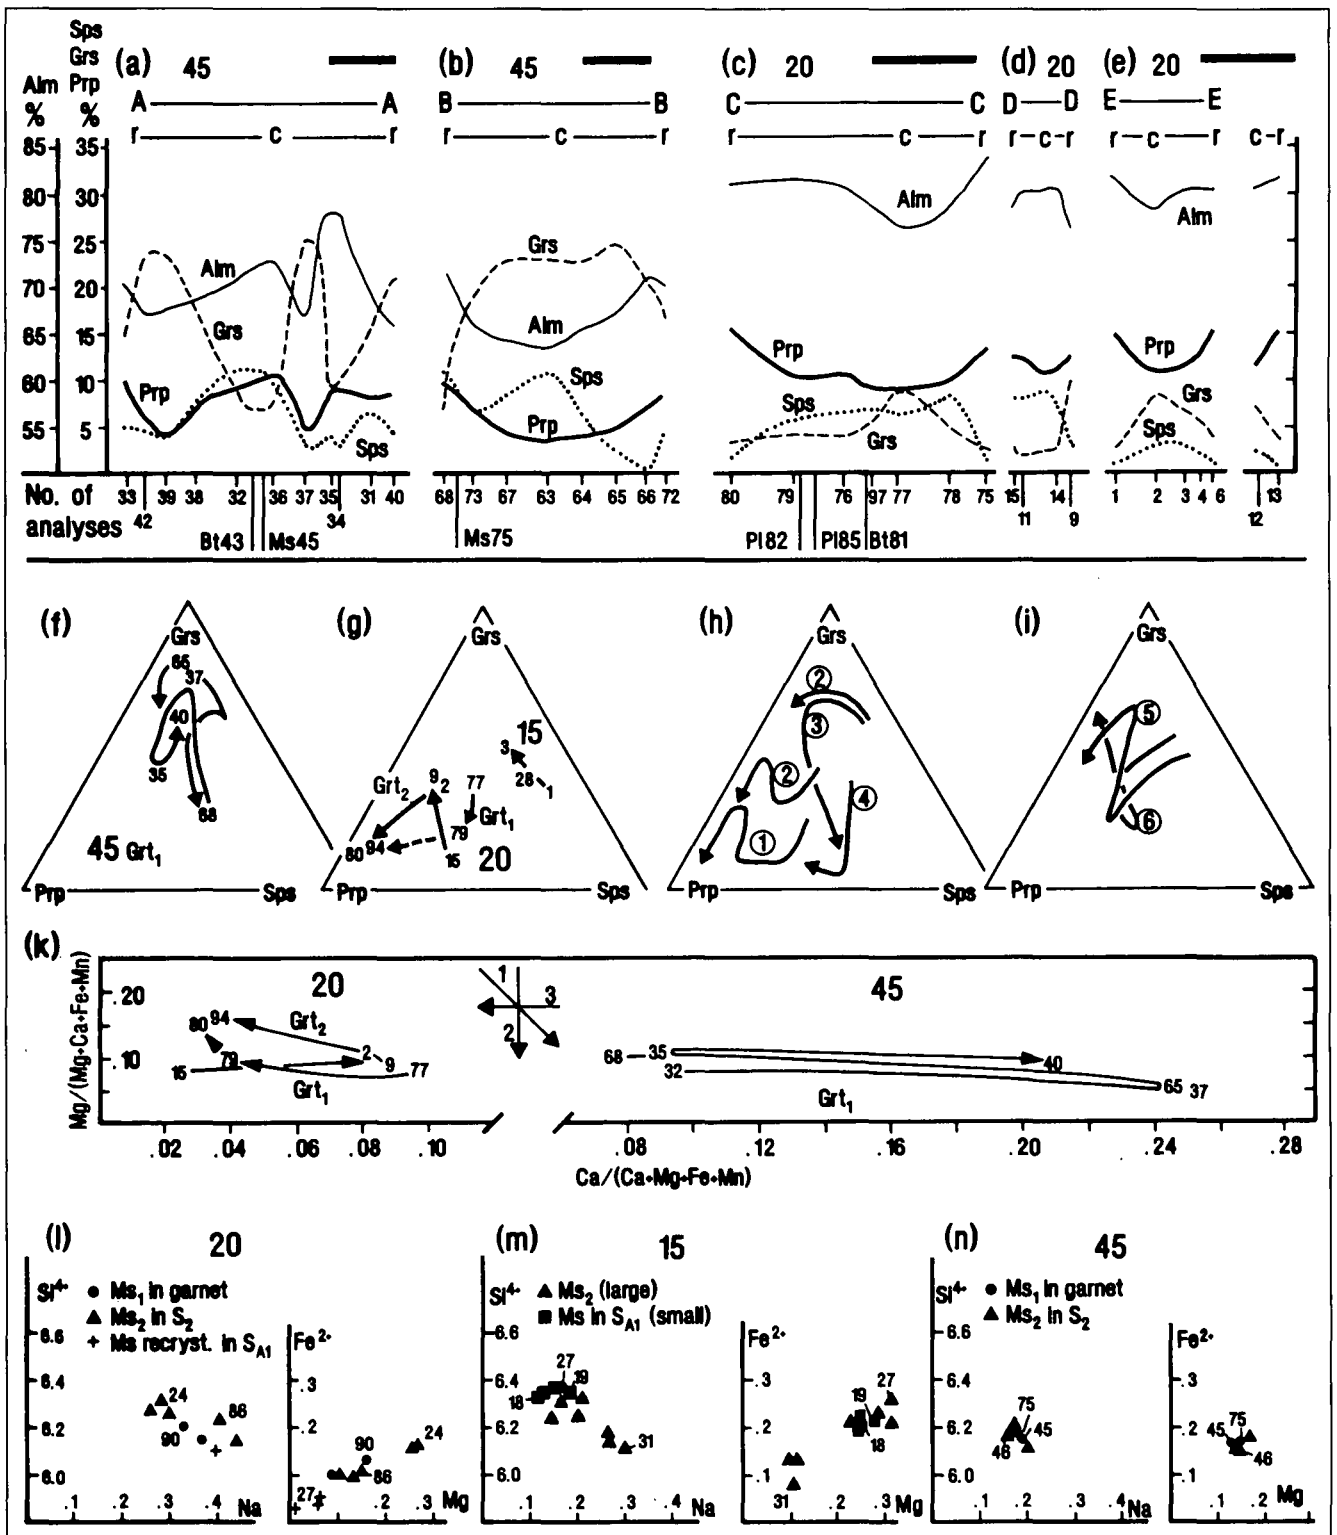 Sps
Grs
Alm Prp
% %
(a) 45 (b) 45 (c) 20 (d) 20 (e) 20
A A B B C C D D E E
r c r r c r r c r r c r r c r c r
85 35
80 30
75 25
70 20
65 15
60 10
55 5
Alm Grs Prp Sps
Grs Alm Sps Prp
Alm Prp Sps Grs
Alm Prp Grs Sps
No. of analyses
33 39 38 32 36 37 35 31 40
42 34
68 73 67 63 64 65 66 72
80 79 76 97 77 78 75
15 14
11 9
1 2 3 4 6
13
12
Bt43 Ms45 Ms75 Pl82 Pl85 Bt81
(f) (g) (h) (i)
Grs Grs Grs Grs
65 37 40 35 68
45 Grt1
Prp Sps
15
3 28 1
Grt2 9 2 77 Grt1
79
80 94 15 20
Prp Sps
② ③ ② ④ ①
Prp Sps
⑤ ⑥
Prp Sps
(k)
Mg/(Mg+Ca+Fe+Mn)
.20
.10
20 45
1 3 2
80 94 Grt2
79 2 9 77
15
Grt1
68 35 40
32 65 37
Grt1
.02 .04 .06 .08 .10 .08 .12 .16 .20 .24 .28
Ca/(Ca+Mg+Fe+Mn)
(l) 20 (m) 15 (n) 45
Si4+
● Ms1 in garnet
▲ Ms2 in S2
+ Ms recryst. in SA1
6.6
6.4
6.2
6.0
24 86 90
.1 .2 .3 .4 Na
Fe2+
.3
.2
.1
90 24 86 27
.2 .3 Mg
Si4+
▲ Ms2 (large)
■ Ms in SA1 (small)
6.6
6.4
6.2
6.0
27 19 18 31
.1 .2 .3 .4 Na
Fe2+
.3
.2
.1
27 19 18 31
.2 .3 Mg
Si4+
● Ms1 in garnet
▲ Ms2 in S2
6.6
6.4
6.2
6.0
75 45 46
.1 .2 .3 Na
Fe2+
.3
.2
.1
45 75 46
.1 .2 Mg